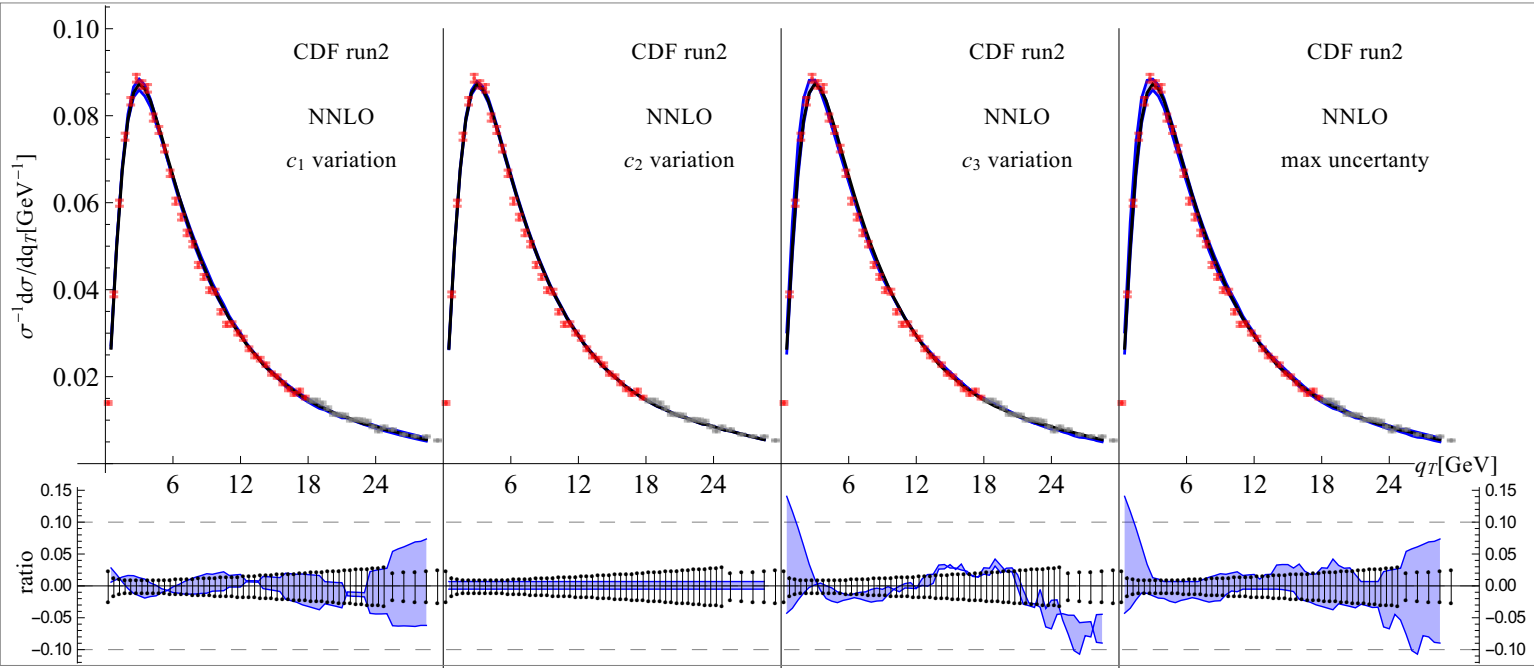 0.10
0.08
0.06
0.04
0.02
σ⁻¹dσ/dq_T[GeV⁻¹]
CDF run2
NNLO
c₁ variation
CDF run2
NNLO
c₂ variation
CDF run2
NNLO
c₃ variation
CDF run2
NNLO
max uncertanty
6 12 18 24
6 12 18 24
6 12 18 24
6 12 18 24
q_T[GeV]
0.15
0.10
0.05
0.00
-0.05
-0.10
ratio
0.15
0.10
0.05
0.00
-0.05
-0.10